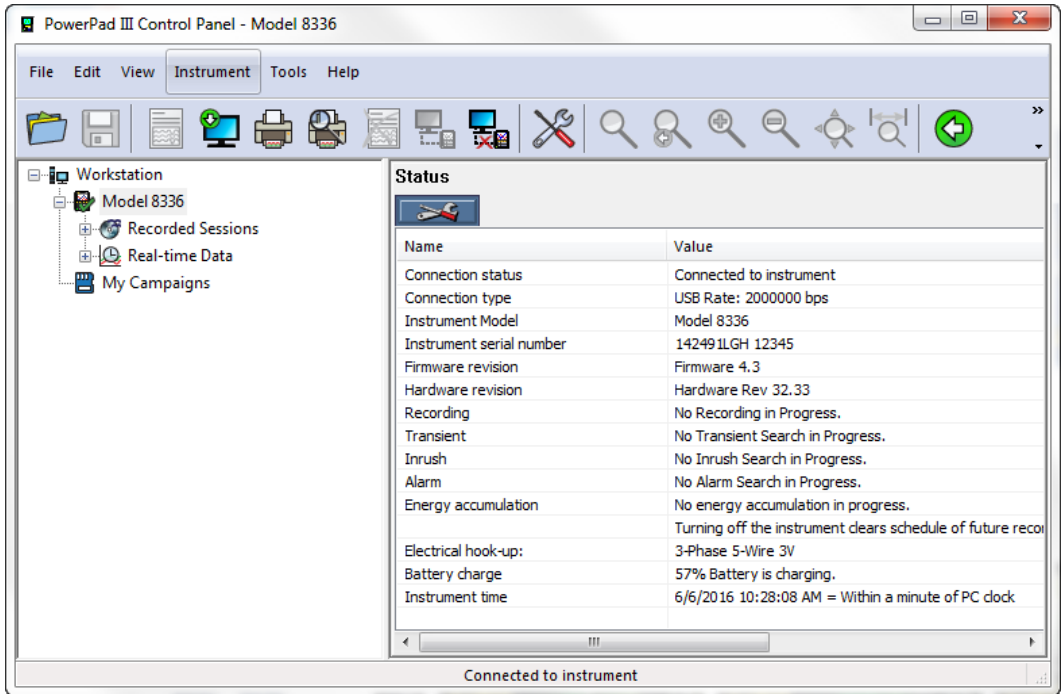 PowerPad III Control Panel - Model 8336
File Edit View Instrument Tools Help
Workstation
Model 8336
Recorded Sessions
Real-time Data
My Campaigns
Status
Name Value
Connection status Connected to instrument
Connection type USB Rate: 2000000 bps
Instrument Model Model 8336
Instrument serial number 142491LGH 12345
Firmware revision Firmware 4.3
Hardware revision Hardware Rev 32.33
Recording No Recording in Progress.
Transient No Transient Search in Progress.
Inrush No Inrush Search in Progress.
Alarm No Alarm Search in Progress.
Energy accumulation No energy accumulation in progress.
Turning off the instrument clears schedule of future recor
Electrical hook-up: 3-Phase 5-Wire 3V
Battery charge 57% Battery is charging.
Instrument time 6/6/2016 10:28:08 AM = Within a minute of PC clock
Connected to instrument